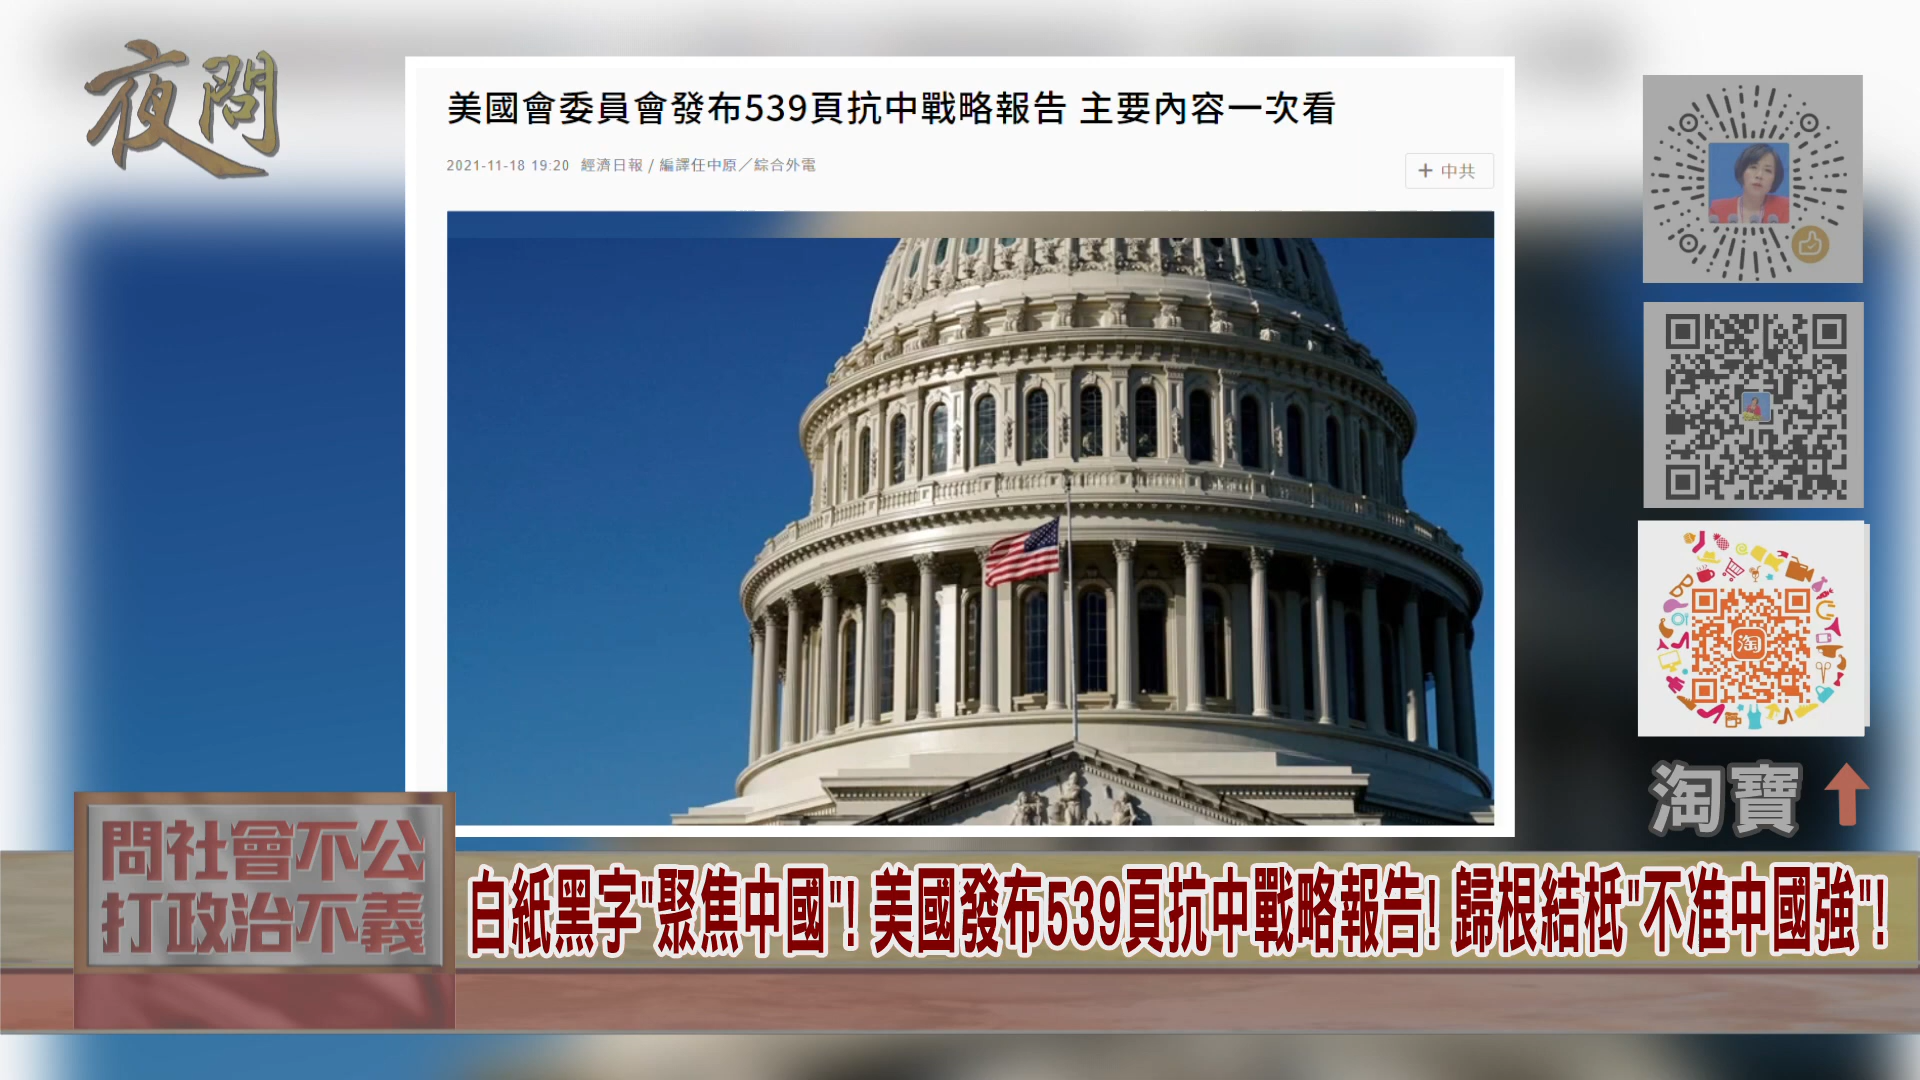 夜問
美國會委員會發布539頁抗中戰略報告 主要內容一次看
2021-11-18 19:20 經濟日報 / 編譯任中原／綜合外電
+ 中共
淘
淘寶
問社會不公
打政治不義
白紙黑字"聚焦中國"! 美國發布539頁抗中戰略報告! 歸根結柢"不准中國強"!